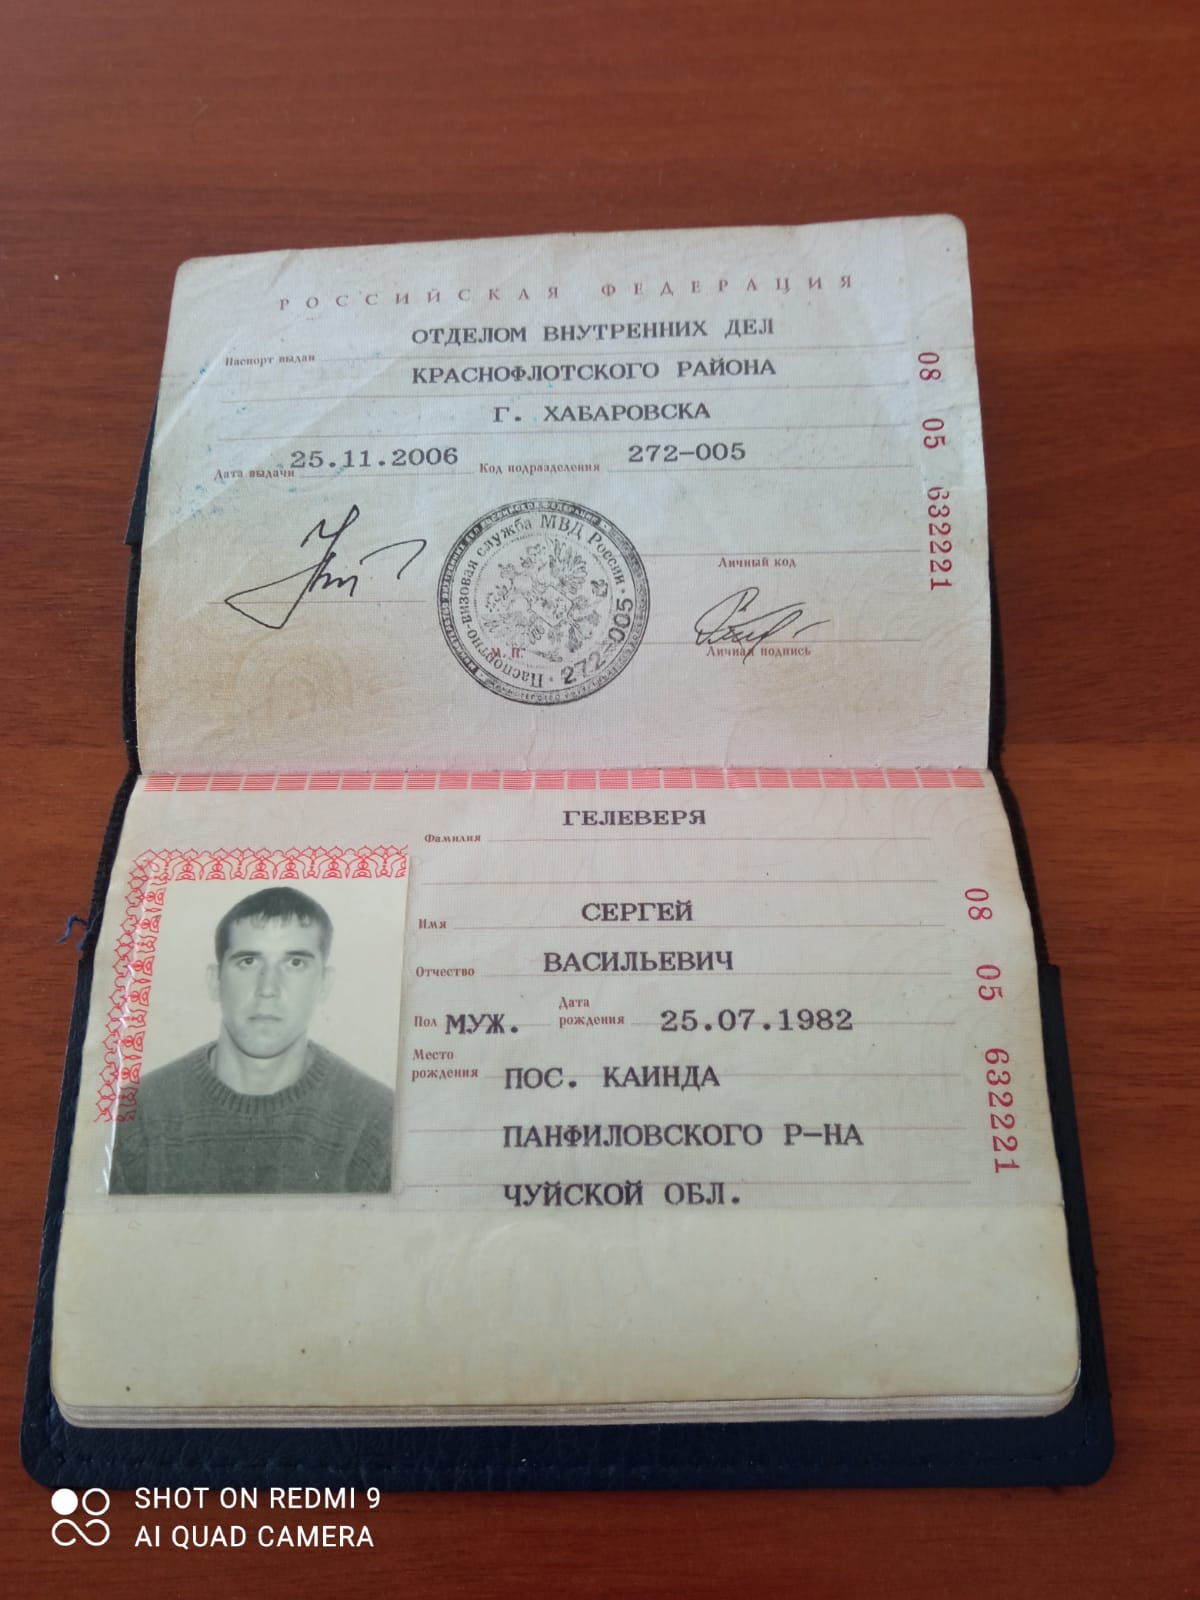 РОССИЙСКАЯ ФЕДЕРАЦИЯ
Паспорт выдан ОТДЕЛОМ ВНУТРЕННИХ ДЕЛ
КРАСНОФЛОТСКОГО РАЙОНА
Г. ХАБАРОВСКА
Дата выдачи 25.11.2006 Код подразделения 272-005
08 05 632221
Личный код
Паспортно-визовая служба МВД России · 272-005
М. П.
Личная подпись
Фамилия ГЕЛЕВЕРЯ
Имя СЕРГЕЙ
Отчество ВАСИЛЬЕВИЧ
Пол МУЖ. Дата рождения 25.07.1982
Место рождения ПОС. КАИНДА
ПАНФИЛОВСКОГО Р-НА
ЧУЙСКОЙ ОБЛ.
08 05 632221
SHOT ON REDMI 9
AI QUAD CAMERA